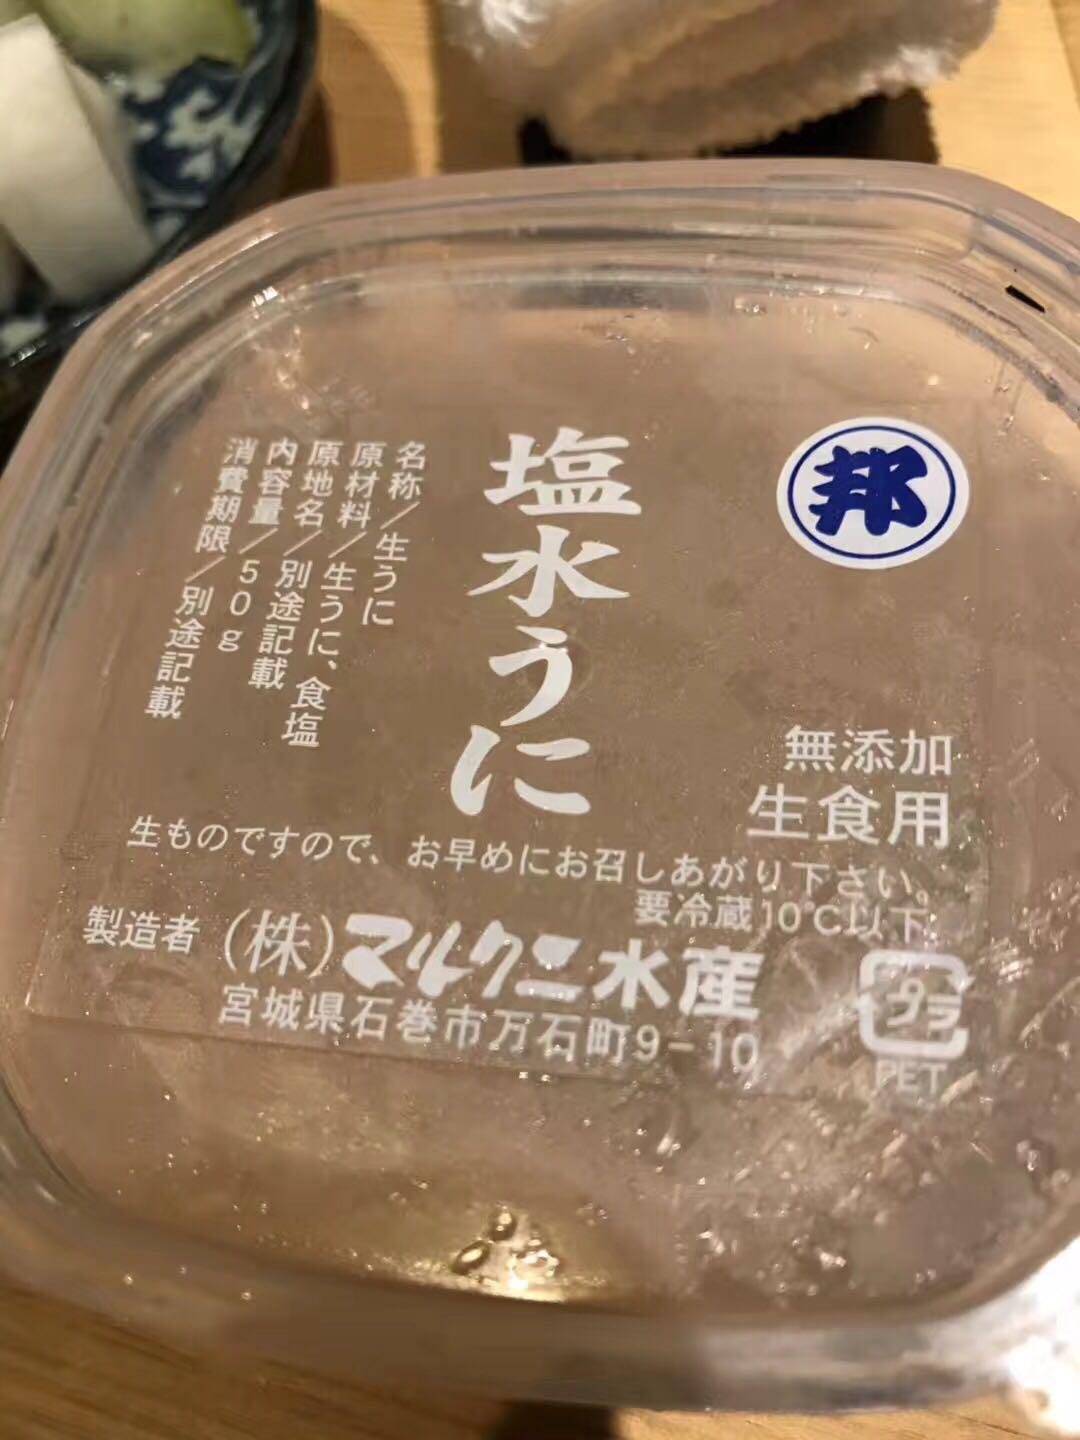 邦
塩水うに
名称/生うに
原材料/生うに、食塩
原地名/別途記載
内容量/50g
消費期限/別途記載
無添加
生食用
生ものですので、お早めにお召しあがり下さい。
要冷蔵10℃以下
製造者 (株)マルクニ水産
宮城県石巻市万石町9-10
プラ
PET